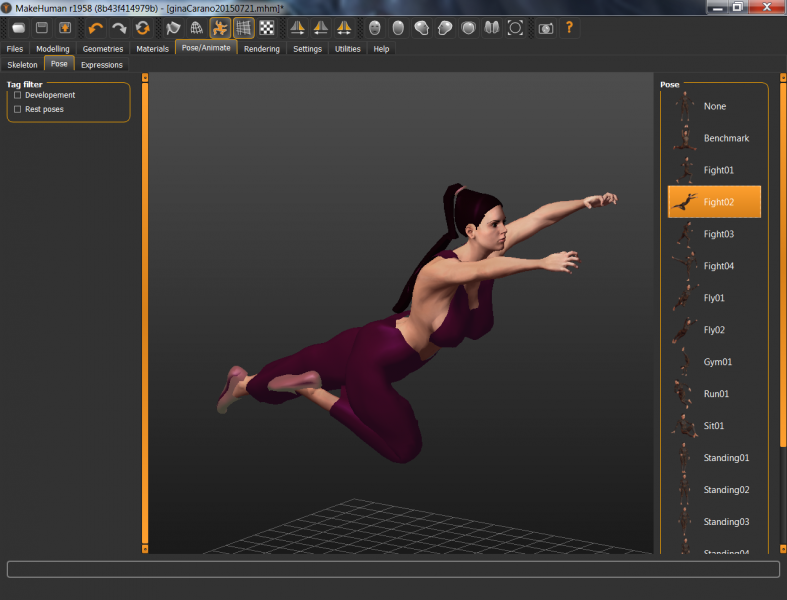 MakeHuman r1958 (8b43f414979b) - [ginaCarano20150721.mhm]*
Files Modelling Geometries Materials Pose/Animate Rendering Settings Utilities Help
Skeleton Pose Expressions
Tag filter
Developement
Rest poses
Pose
None
Benchmark
Fight01
Fight02
Fight03
Fight04
Fly01
Fly02
Gym01
Run01
Sit01
Standing01
Standing02
Standing03
Standing04